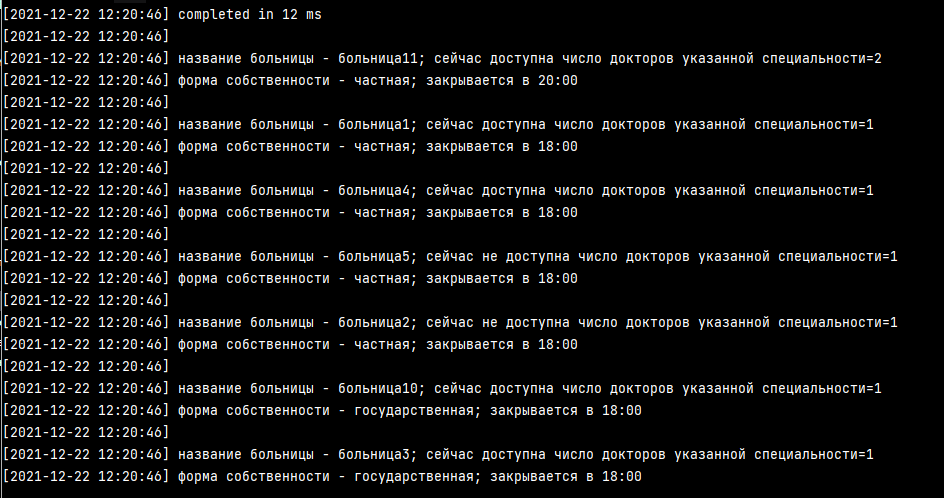 [2021-12-22 12:20:46] completed in 12 ms
[2021-12-22 12:20:46]
[2021-12-22 12:20:46] название больницы - больница11; сейчас доступна число докторов указанной специальности=2
[2021-12-22 12:20:46] форма собственности - частная; закрывается в 20:00
[2021-12-22 12:20:46]
[2021-12-22 12:20:46] название больницы - больница1; сейчас доступна число докторов указанной специальности=1
[2021-12-22 12:20:46] форма собственности - частная; закрывается в 18:00
[2021-12-22 12:20:46]
[2021-12-22 12:20:46] название больницы - больница4; сейчас доступна число докторов указанной специальности=1
[2021-12-22 12:20:46] форма собственности - частная; закрывается в 18:00
[2021-12-22 12:20:46]
[2021-12-22 12:20:46] название больницы - больница5; сейчас не доступна число докторов указанной специальности=1
[2021-12-22 12:20:46] форма собственности - частная; закрывается в 18:00
[2021-12-22 12:20:46]
[2021-12-22 12:20:46] название больницы - больница2; сейчас не доступна число докторов указанной специальности=1
[2021-12-22 12:20:46] форма собственности - частная; закрывается в 18:00
[2021-12-22 12:20:46]
[2021-12-22 12:20:46] название больницы - больница10; сейчас доступна число докторов указанной специальности=1
[2021-12-22 12:20:46] форма собственности - государственная; закрывается в 18:00
[2021-12-22 12:20:46]
[2021-12-22 12:20:46] название больницы - больница3; сейчас доступна число докторов указанной специальности=1
[2021-12-22 12:20:46] форма собственности - государственная; закрывается в 18:00